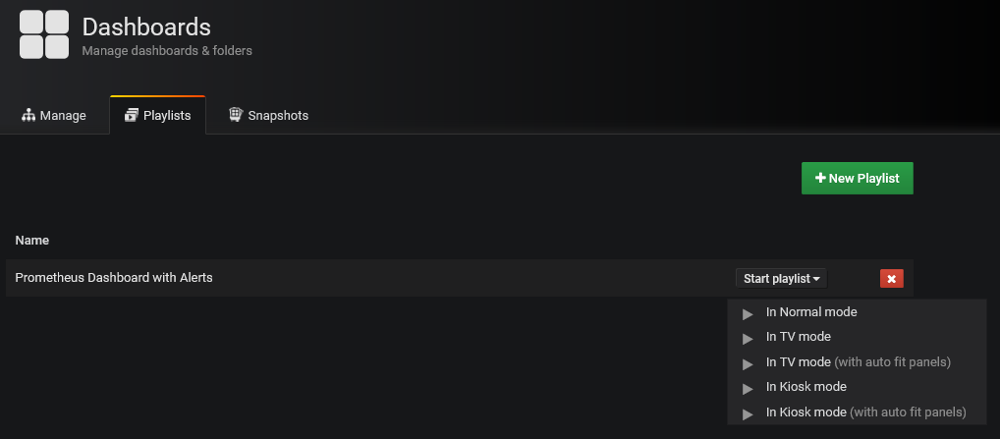 Dashboards
Manage dashboards & folders
Manage Playlists Snapshots
New Playlist
Name
Prometheus Dashboard with Alerts Start playlist
In Normal mode
In TV mode
In TV mode (with auto fit panels)
In Kiosk mode
In Kiosk mode (with auto fit panels)